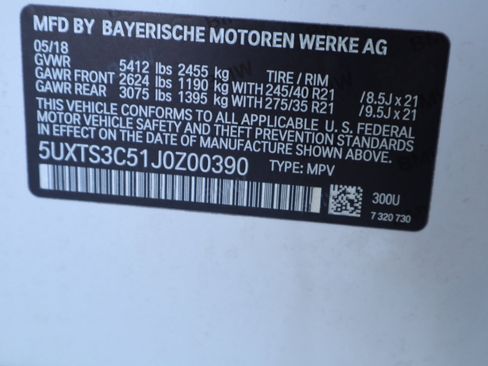 MFD BY BAYERISCHE MOTOREN WERKE AG
05/18
GVWR 5412 lbs 2455 kg TIRE / RIM
GAWR FRONT 2624 lbs 1190 kg WITH 245/40 R21 /8.5J x 21
GAWR REAR 3075 lbs 1395 kg WITH 275/35 R21 /9.5J x 21
THIS VEHICLE CONFORMS TO ALL APPLICABLE U. S. FEDERAL
MOTOR VEHICLE SAFETY BUMPER, AND THEFT PREVENTION STANDARDS
IN EFFECT ON THE DATE OF MANUFACTURE SHOWN ABOVE.
5UXTS3C51J0Z00390 TYPE: MPV
300U
7 320 730